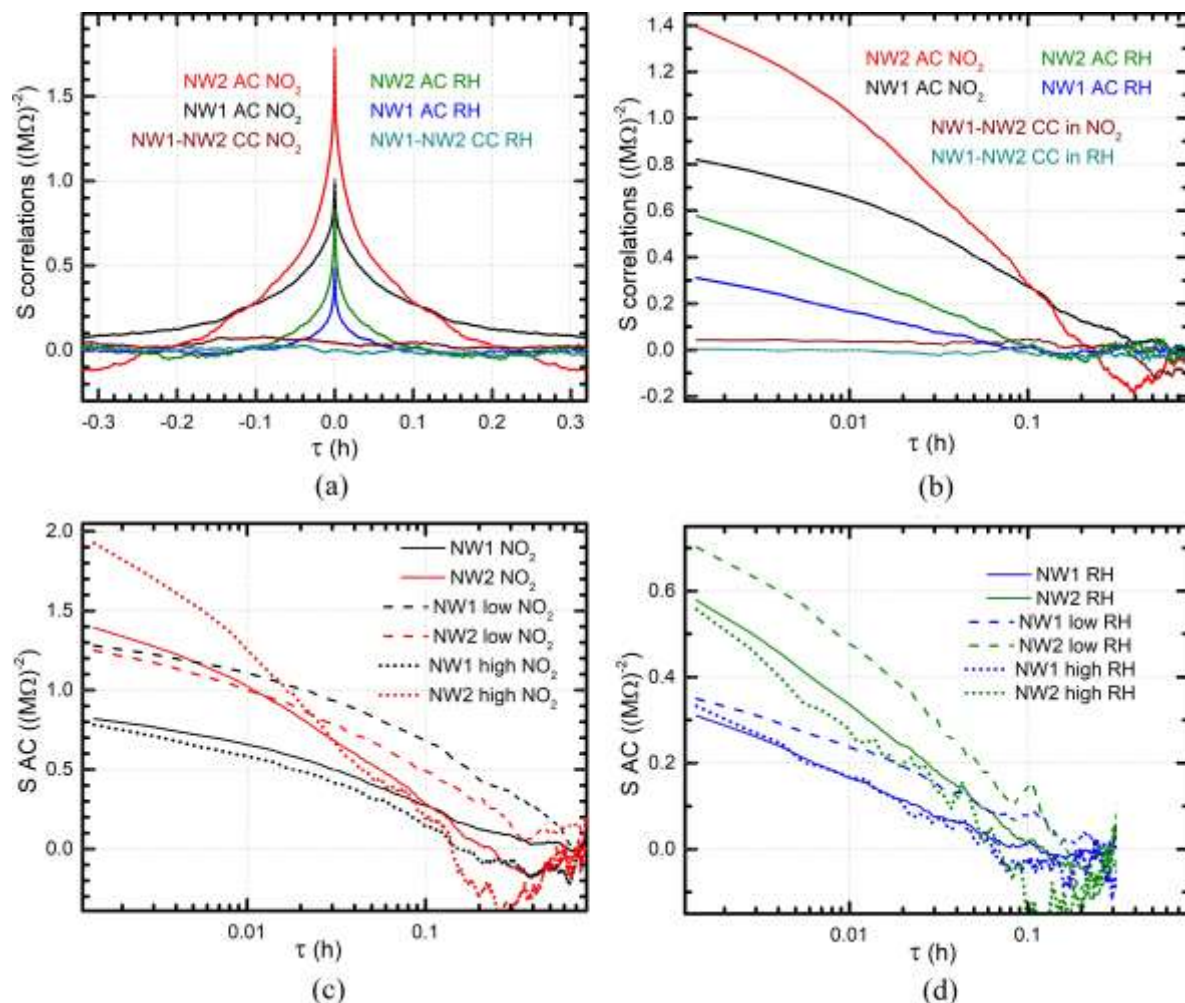 S correlations ((MΩ)⁻²)
1.5
1.0
0.5
0.0
NW2 AC NO₂
NW1 AC NO₂
NW1-NW2 CC NO₂
NW2 AC RH
NW1 AC RH
NW1-NW2 CC RH
-0.3 -0.2 -0.1 0.0 0.1 0.2 0.3
τ (h)
(a)
S correlations ((MΩ)⁻²)
1.4
1.2
1.0
0.8
0.6
0.4
0.2
0.0
-0.2
NW2 AC NO₂
NW1 AC NO₂
NW2 AC RH
NW1 AC RH
NW1-NW2 CC in NO₂
NW1-NW2 CC in RH
0.01 0.1
τ (h)
(b)
S AC ((MΩ)⁻²)
2.0
1.5
1.0
0.5
0.0
NW1 NO₂
NW2 NO₂
NW1 low NO₂
NW2 low NO₂
NW1 high NO₂
NW2 high NO₂
0.01 0.1
τ (h)
(c)
S AC ((MΩ)⁻²)
0.6
0.4
0.2
0.0
NW1 RH
NW2 RH
NW1 low RH
NW2 low RH
NW1 high RH
NW2 high RH
0.01 0.1
τ (h)
(d)